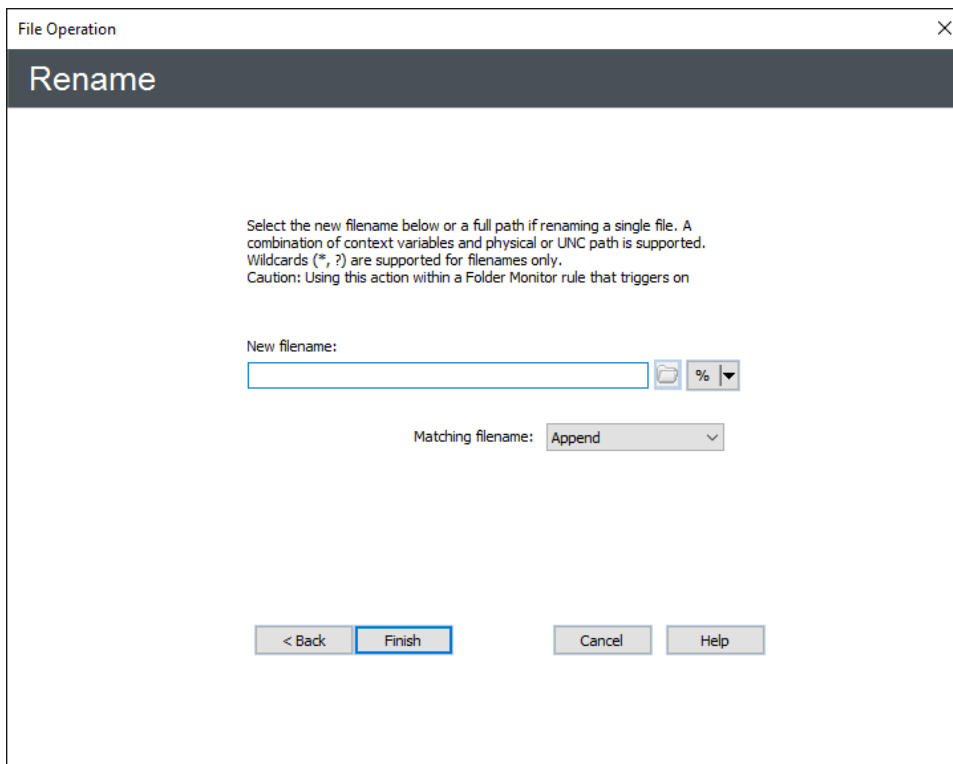 File Operation
Rename
Select the new filename below or a full path if renaming a single file. A
combination of context variables and physical or UNC path is supported.
Wildcards (*, ?) are supported for filenames only.
Caution: Using this action within a Folder Monitor rule that triggers on
New filename:
%
Matching filename: Append
< Back Finish Cancel Help